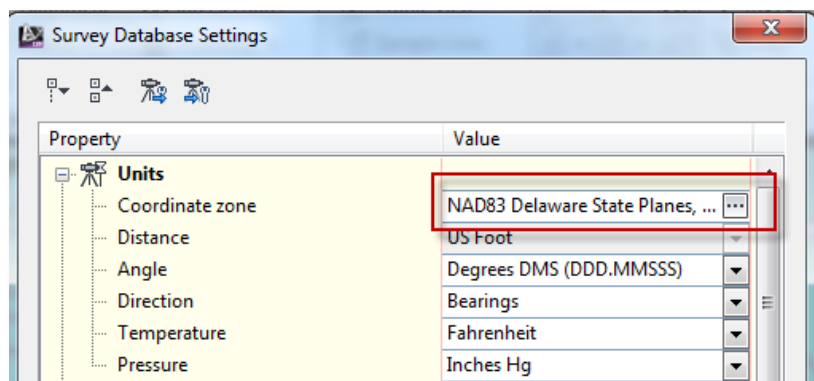 Survey Database Settings
Property Value
Units
Coordinate zone NAD83 Delaware State Planes, ...
Distance US Foot
Angle Degrees DMS (DDD.MMSSS)
Direction Bearings
Temperature Fahrenheit
Pressure Inches Hg